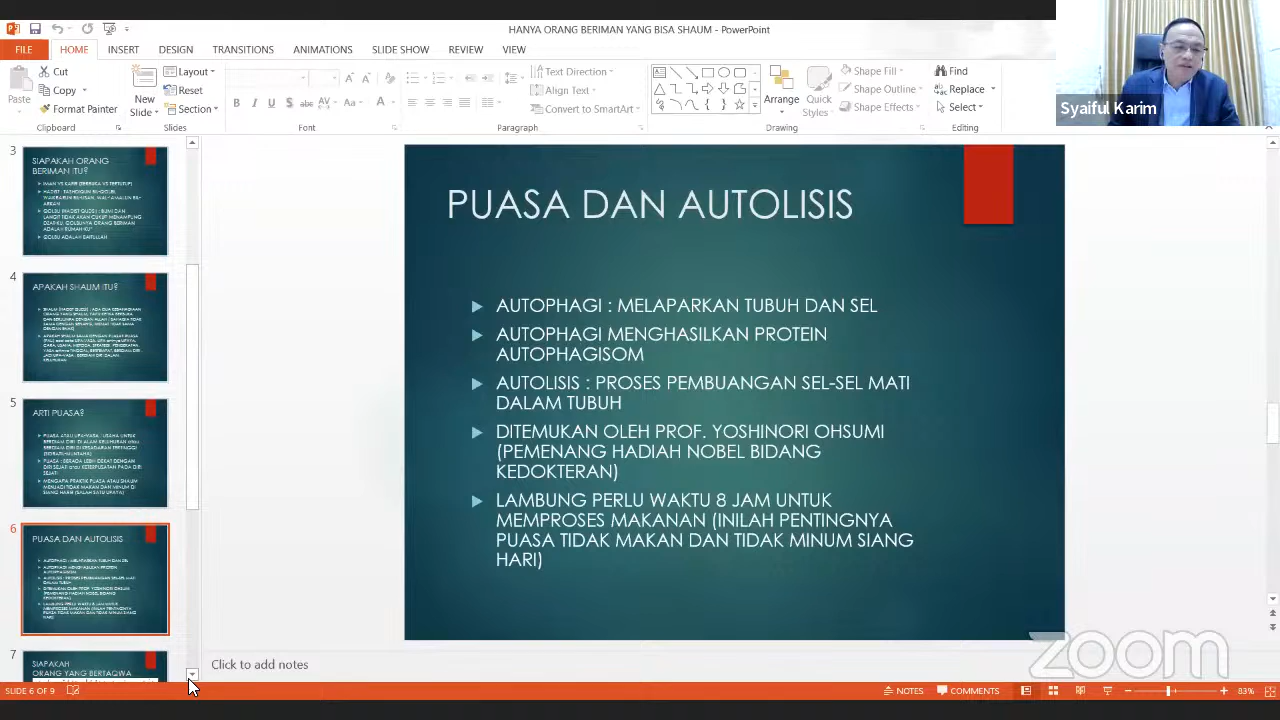 HANYA ORANG BERIMAN YANG BISA SHAUM - PowerPoint
FILE
HOME
INSERT
DESIGN
TRANSITIONS
ANIMATIONS
SLIDE SHOW
REVIEW
VIEW
Syaiful Karim
Paste
Cut
Copy
Format Painter
Clipboard
New
Slide
Layout
Reset
Section
Slides
Font
Text Direction
Align Text
Convert to SmartArt
Paragraph
Arrange
Quick
Styles
Shape Fill
Shape Outline
Shape Effects
Drawing
Find
Replace
Select
Editing
3
SIAPAKAH ORANG
BERIMAN ITU?
4
APAKAH SHAUM ITU?
5
ARTI PUASA?
6
PUASA DAN AUTOLISIS
7
SIAPAKAH
ORANG YANG BERTAQWA
PUASA DAN AUTOLISIS
AUTOPHAGI : MELAPARKAN TUBUH DAN SEL
AUTOPHAGI MENGHASILKAN PROTEIN
AUTOPHAGISOM
AUTOLISIS : PROSES PEMBUANGAN SEL-SEL MATI
DALAM TUBUH
DITEMUKAN OLEH PROF. YOSHINORI OHSUMI
(PEMENANG HADIAH NOBEL BIDANG
KEDOKTERAN)
LAMBUNG PERLU WAKTU 8 JAM UNTUK
MEMPROSES MAKANAN (INILAH PENTINGNYA
PUASA TIDAK MAKAN DAN TIDAK MINUM SIANG
HARI)
Click to add notes
zoom
SLIDE 6 OF 9
NOTES
COMMENTS
83%